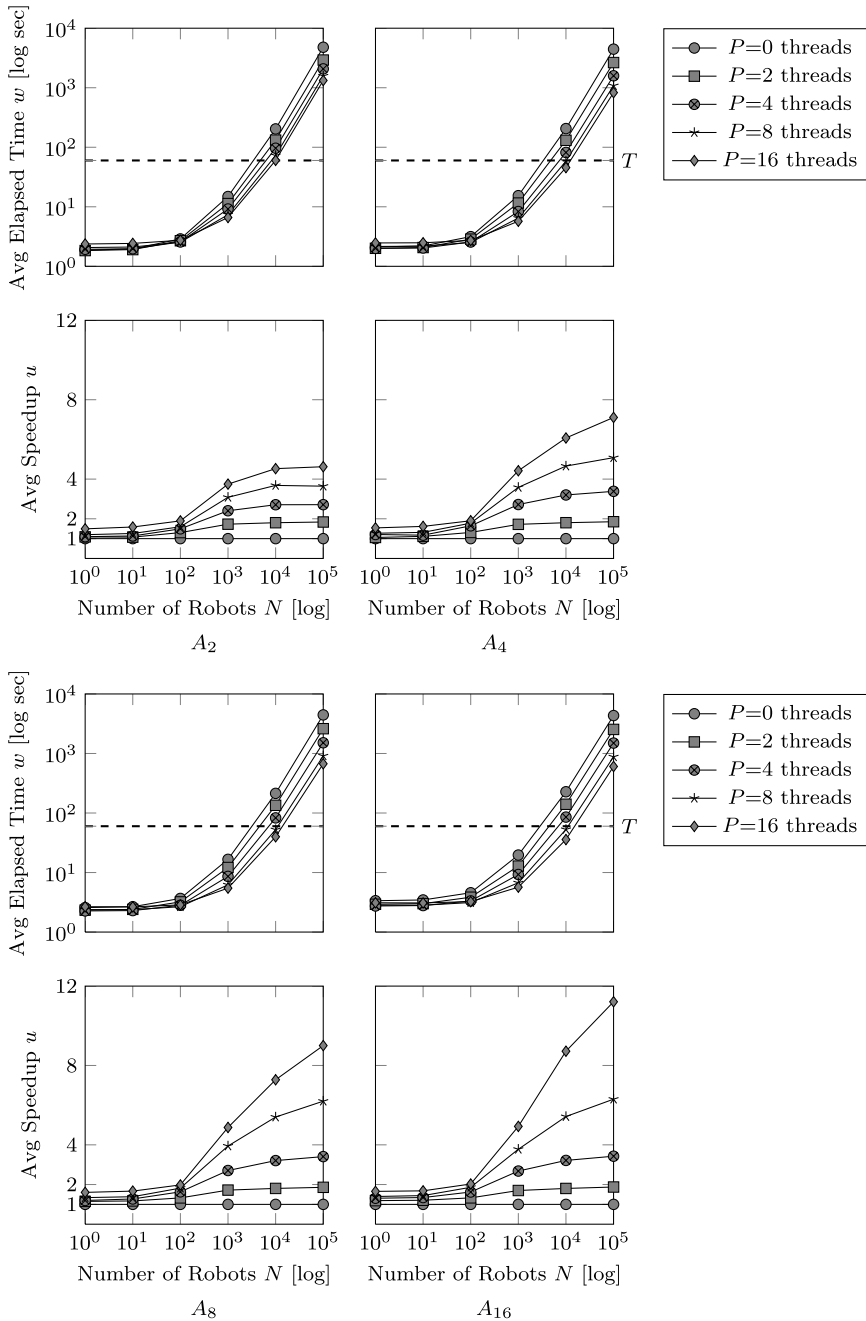 10^4
10^3
10^2
10^1
10^0
Avg Elapsed Time w [log sec]
T
P=0 threads
P=2 threads
P=4 threads
P=8 threads
P=16 threads
12
8
4
2
1
Avg Speedup u
10^0 10^1 10^2 10^3 10^4 10^5
10^0 10^1 10^2 10^3 10^4 10^5
Number of Robots N [log]
Number of Robots N [log]
A_2
A_4
10^4
10^3
10^2
10^1
10^0
Avg Elapsed Time w [log sec]
T
P=0 threads
P=2 threads
P=4 threads
P=8 threads
P=16 threads
12
8
4
2
1
Avg Speedup u
10^0 10^1 10^2 10^3 10^4 10^5
10^0 10^1 10^2 10^3 10^4 10^5
Number of Robots N [log]
Number of Robots N [log]
A_8
A_16